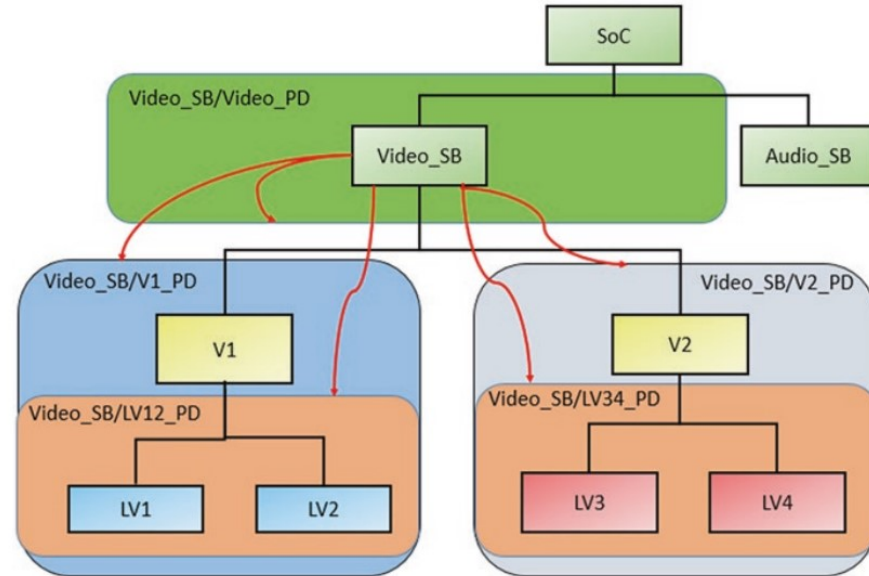 SoC
Video_SB/Video_PD
Video_SB
Audio_SB
Video_SB/V1_PD
Video_SB/V2_PD
V1
V2
Video_SB/LV12_PD
Video_SB/LV34_PD
LV1
LV2
LV3
LV4